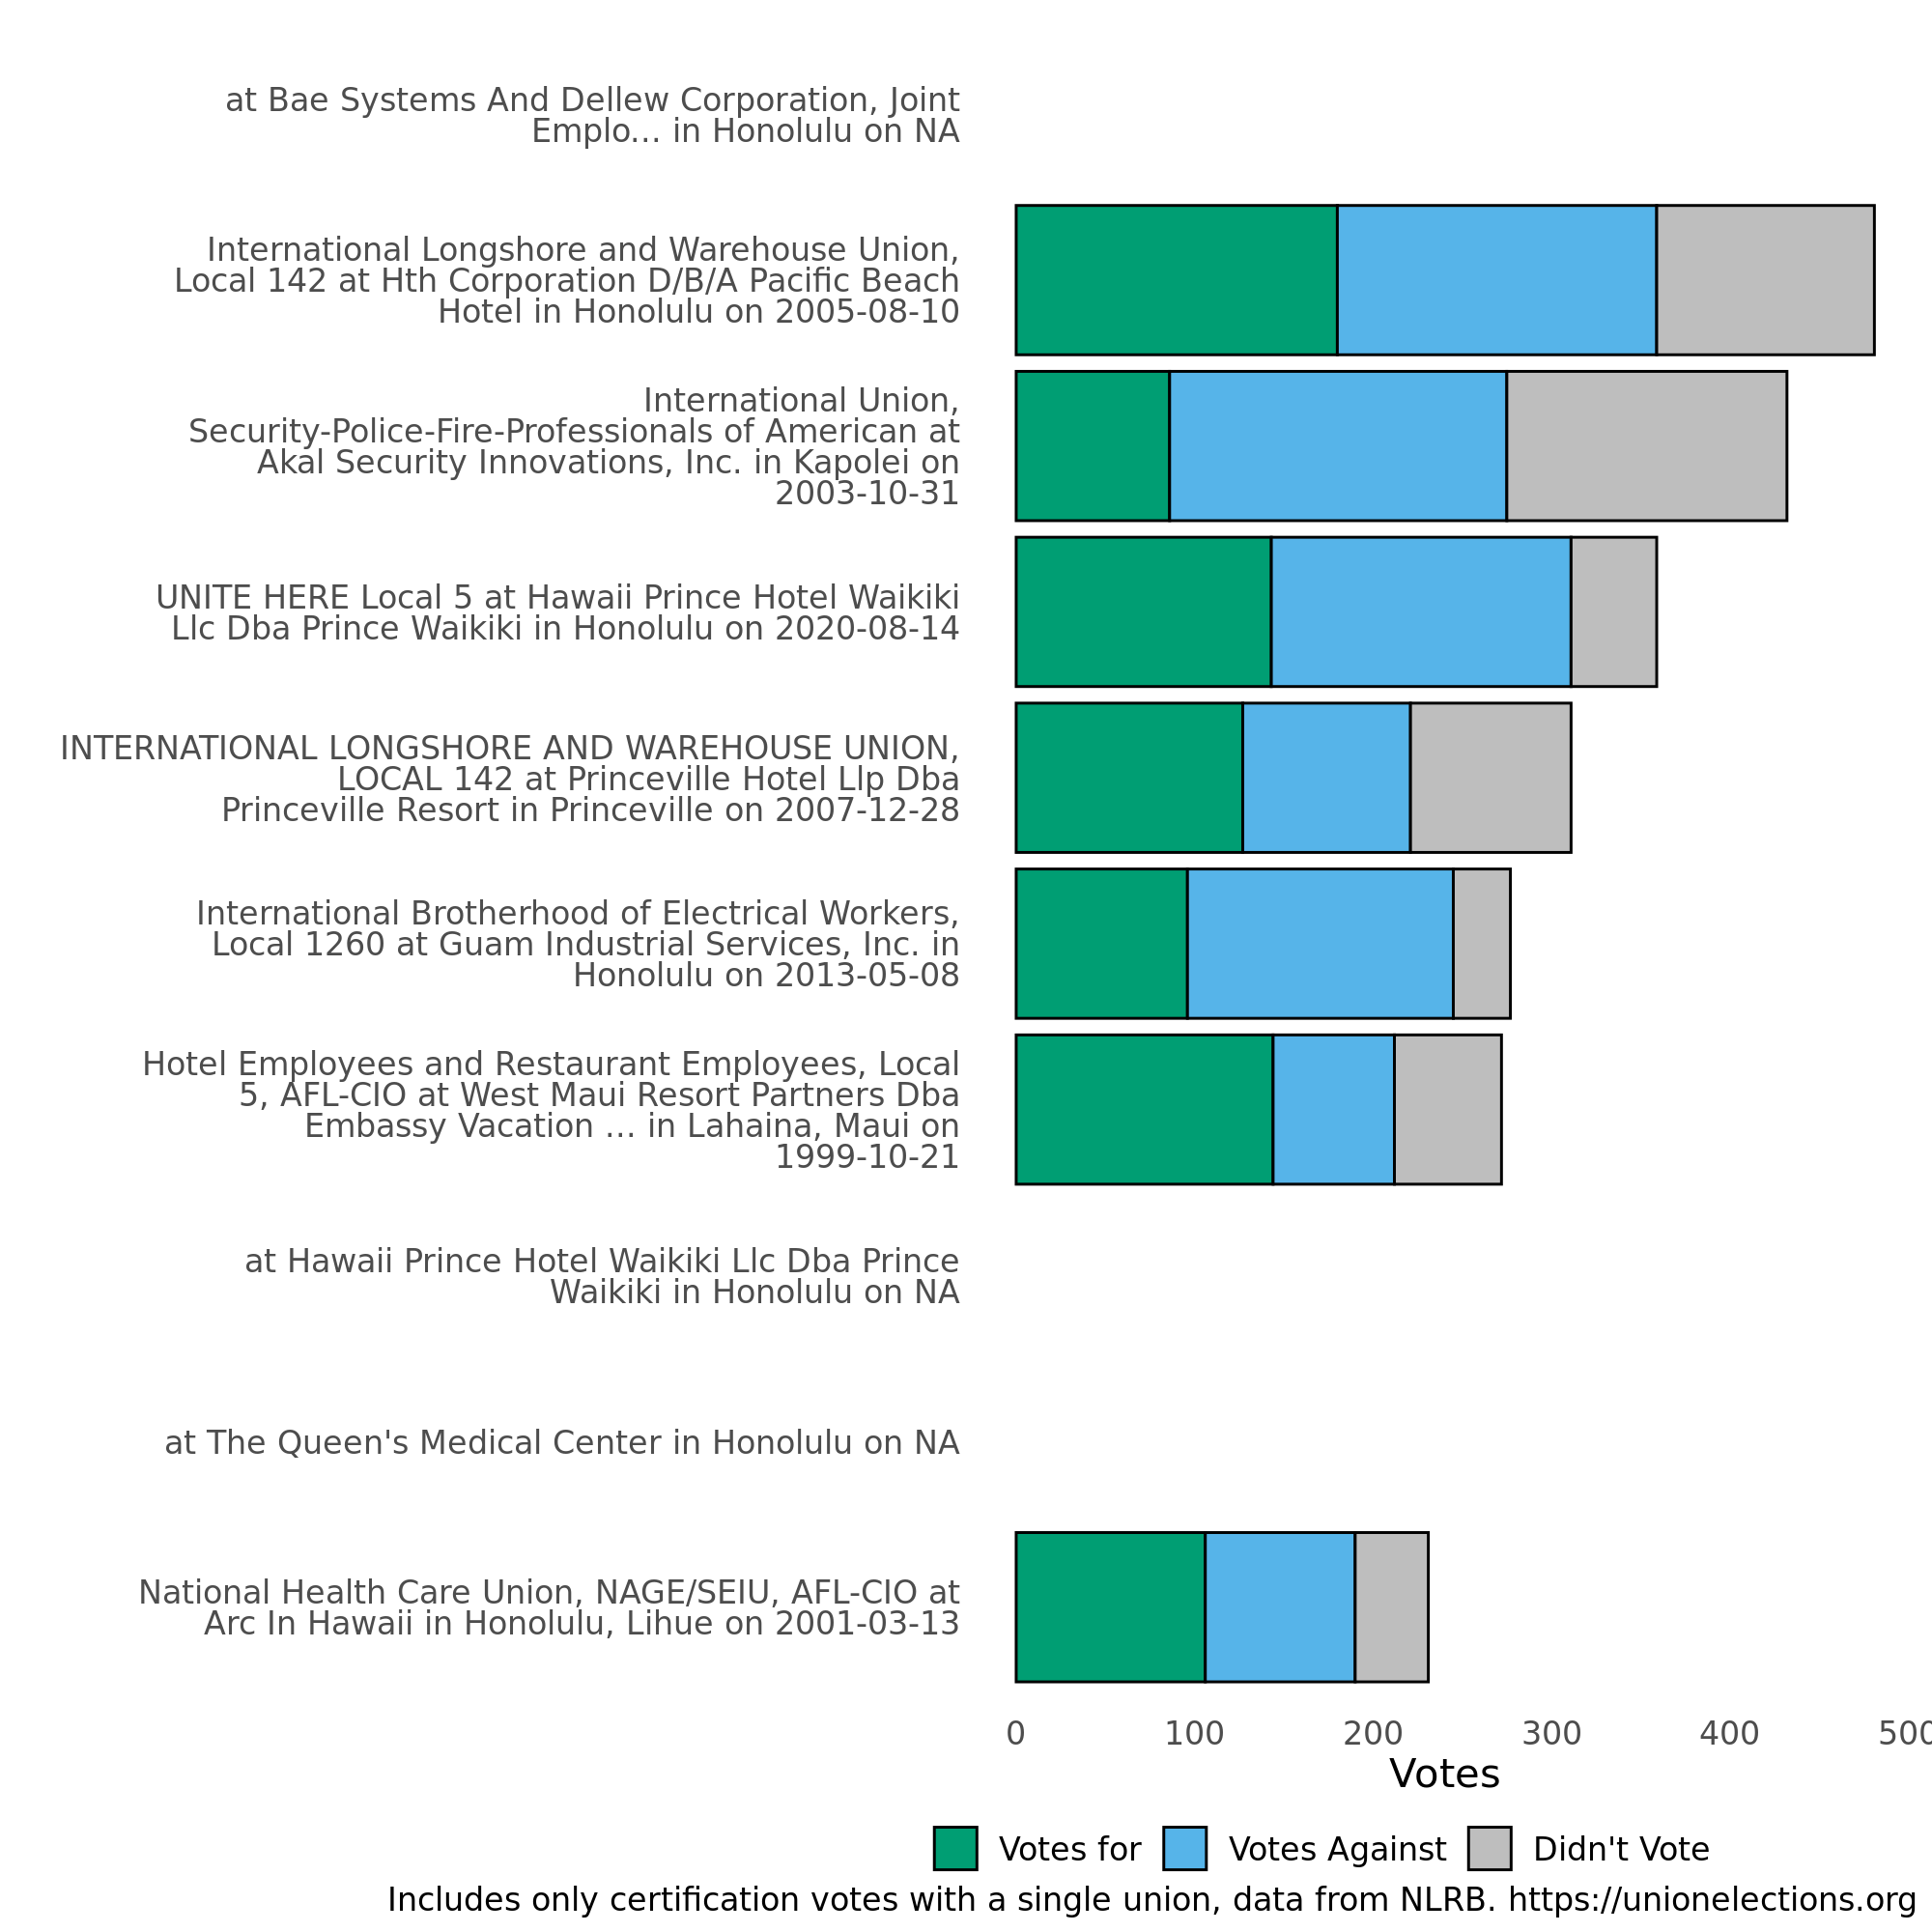 at Bae Systems And Dellew Corporation, Joint
Emplo... in Honolulu on NA
International Longshore and Warehouse Union,
Local 142 at Hth Corporation D/B/A Pacific Beach
Hotel in Honolulu on 2005-08-10
International Union,
Security-Police-Fire-Professionals of American at
Akal Security Innovations, Inc. in Kapolei on
2003-10-31
UNITE HERE Local 5 at Hawaii Prince Hotel Waikiki
Llc Dba Prince Waikiki in Honolulu on 2020-08-14
INTERNATIONAL LONGSHORE AND WAREHOUSE UNION,
LOCAL 142 at Princeville Hotel Llp Dba
Princeville Resort in Princeville on 2007-12-28
International Brotherhood of Electrical Workers,
Local 1260 at Guam Industrial Services, Inc. in
Honolulu on 2013-05-08
Hotel Employees and Restaurant Employees, Local
5, AFL-CIO at West Maui Resort Partners Dba
Embassy Vacation ... in Lahaina, Maui on
1999-10-21
at Hawaii Prince Hotel Waikiki Llc Dba Prince
Waikiki in Honolulu on NA
at The Queen's Medical Center in Honolulu on NA
National Health Care Union, NAGE/SEIU, AFL-CIO at
Arc In Hawaii in Honolulu, Lihue on 2001-03-13
0 100 200 300 400 500
Votes
Votes for Votes Against Didn't Vote
Includes only certification votes with a single union, data from NLRB. https://unionelections.org